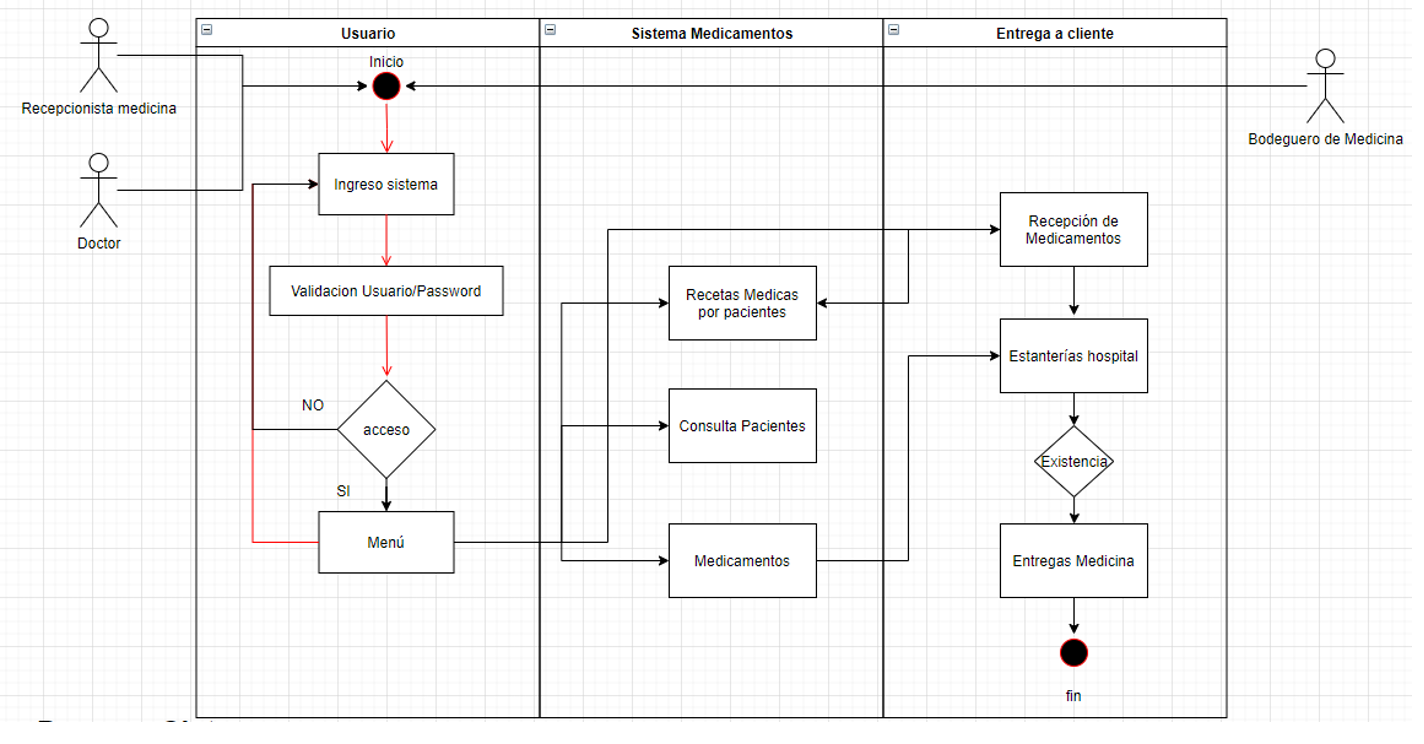 Usuario
Sistema Medicamentos
Entrega a cliente
Inicio
Recepcionista medicina
Bodeguero de Medicina
Ingreso sistema
Doctor
Recepción de
Medicamentos
Validacion Usuario/Password
Recetas Medicas
por pacientes
Estanterías hospital
NO
acceso
Consulta Pacientes
Existencia
SI
Menú
Medicamentos
Entregas Medicina
fin